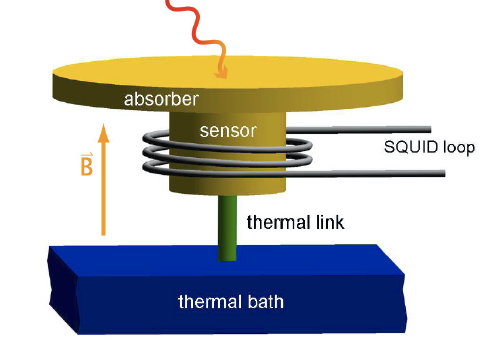 absorber
sensor
SQUID loop
B⃗
thermal link
thermal bath